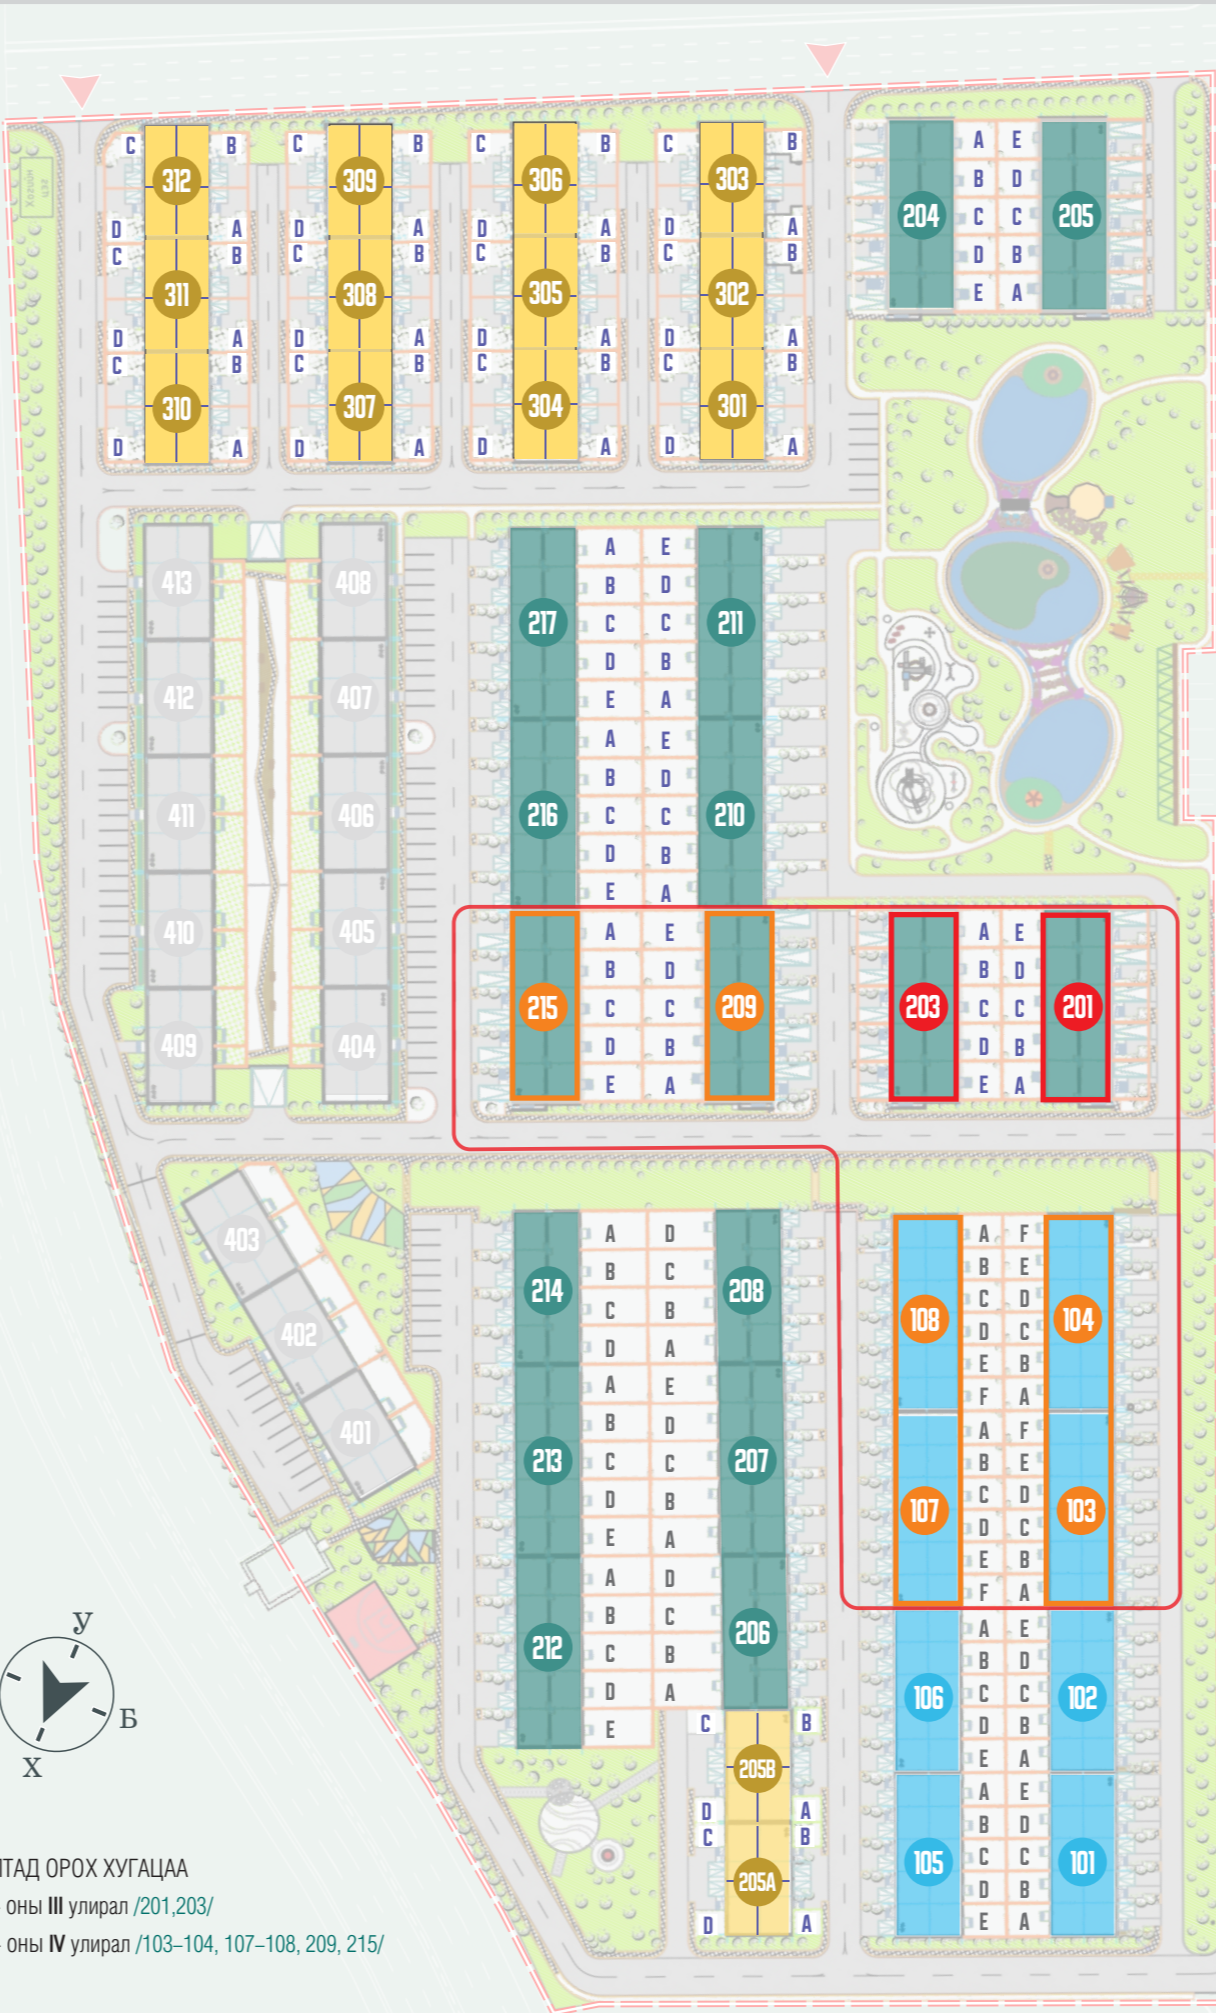 C 312 B C 309 B C 306 B C 303 B
A E
B D
204 C C 205
D B
E A
D A D A D A D A
C B C B C B C B
311 308 305 302
D A D A D A D A
C B C B C B C B
310 307 304 301
D A D A D A D A
413 408
412 407
411 406
410 405
409 404
A E
B D
217 C C 211
D B
E A
A E
B D
216 C C 210
D B
E A
A E A E
B D B D
215 C C 209 203 C C 201
D B D B
E A E A
403
402
401
A D
214 B C 208
C B
D A
A E
B D
213 C C 207
D B
E A
A D
B C 206
212 C B
D A
E
A F
B E
C D
108 D C 104
E B
F A
A F
B E
107 C D 103
D C
E B
F A
A E
B D
106 C C 102
D B
E A
A E
B D
105 C C 101
D B
E A
C B
205B
D A
C B
205A
D A
У
Б
Х
ТАД ОРОХ ХУГАЦАА
оны III улирал /201,203/
оны IV улирал /103–104, 107–108, 209, 215/